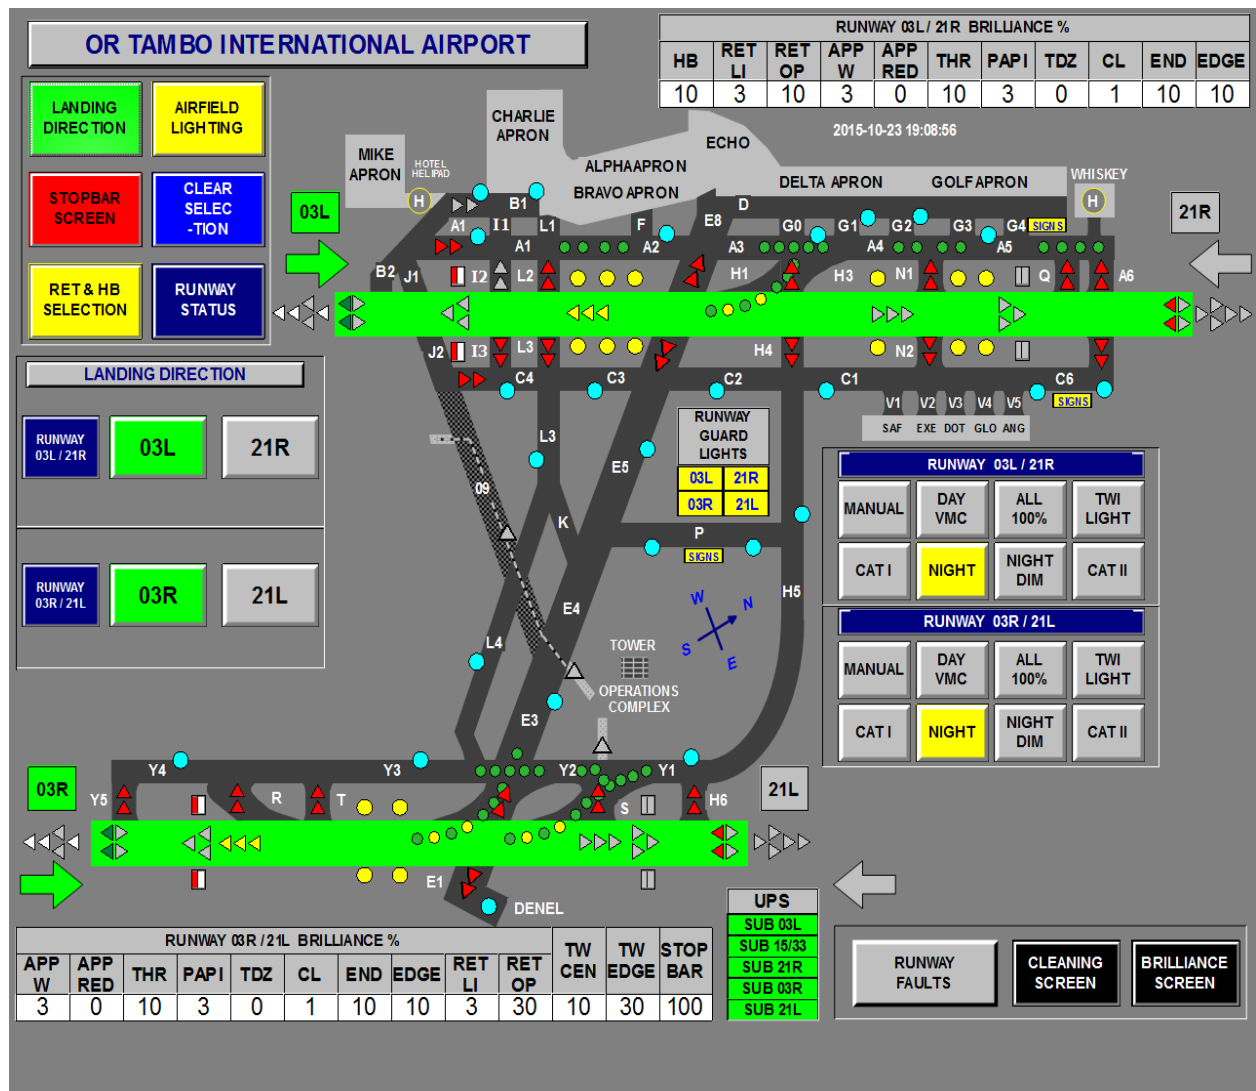 OR TAMBO INTERNATIONAL AIRPORT
RUNWAY 03L / 21R BRILLIANCE %
HB RET LI RET OP APP W APP RED THR PAPI TDZ CL END EDGE
10 3 10 3 0 10 3 0 1 10 10
2015-10-23 19:08:56
LANDING DIRECTION
AIRFIELD LIGHTING
STOPBAR SCREEN
CLEAR SELEC -TION
RET & HB SELECTION
RUNWAY STATUS
MIKE APRON
HOTEL HELIPAD
H
CHARLIE APRON
ALPHA APRON
BRAVO APRON
ECHO
DELTA APRON
GOLF APRON
WHISKEY
H
03L
21R
B1
D
E8
A1 I1 L1 F G0 G1 G2 G3 G4 SIGNS
A1 A2 A3 A4 A5
B2 J1 I2 L2 H1 H3 N1 Q A6
J2 I3 L3 H4 N2
C4 C3 C2 C1 C6
SIGNS
V1 V2 V3 V4 V5
SAF EXE DOT GLO ANG
LANDING DIRECTION
RUNWAY 03L / 21R
03L
21R
RUNWAY 03R / 21L
03R
21L
RUNWAY GUARD LIGHTS
03L 21R
03R 21L
L3
E5
09
K
P
SIGNS
H5
E4
L4
W N
S E
TOWER
OPERATIONS COMPLEX
E3
RUNWAY 03L / 21R
MANUAL
DAY VMC
ALL 100%
TWI LIGHT
CAT I
NIGHT
NIGHT DIM
CAT II
RUNWAY 03R / 21L
MANUAL
DAY VMC
ALL 100%
TWI LIGHT
CAT I
NIGHT
NIGHT DIM
CAT II
Y4 Y3 Y2 Y1
03R
21L
Y5 R T S H6
E1
DENEL
UPS
SUB 03L
SUB 15/33
SUB 21R
SUB 03R
SUB 21L
RUNWAY 03R / 21L BRILLIANCE %
APP W APP RED THR PAPI TDZ CL END EDGE RET LI RET OP TW CEN TW EDGE STOP BAR
3 0 10 3 0 1 10 10 3 30 10 30 100
RUNWAY FAULTS
CLEANING SCREEN
BRILLIANCE SCREEN